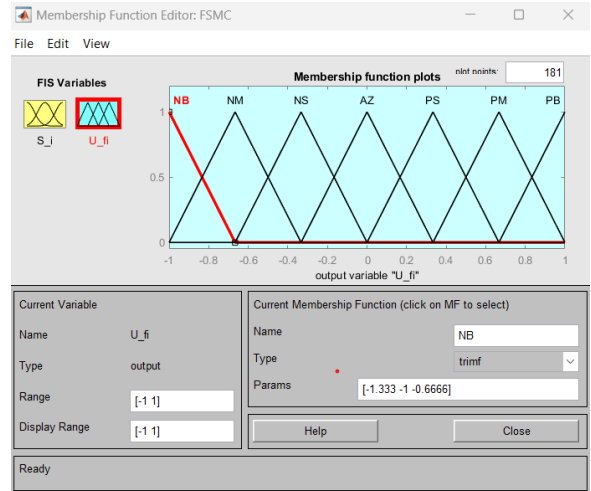 Membership Function Editor: FSMC
File Edit View
FIS Variables
Membership function plots
plot points:
181
S_i
U_fi
NB NM NS AZ PS PM PB
1
0.5
0
-1 -0.8 -0.6 -0.4 -0.2 0 0.2 0.4 0.6 0.8 1
output variable "U_fi"
Current Variable
Name U_fi
Type output
Range [-1 1]
Display Range [-1 1]
Current Membership Function (click on MF to select)
Name NB
Type trimf
Params [-1.333 -1 -0.6666]
Help Close
Ready